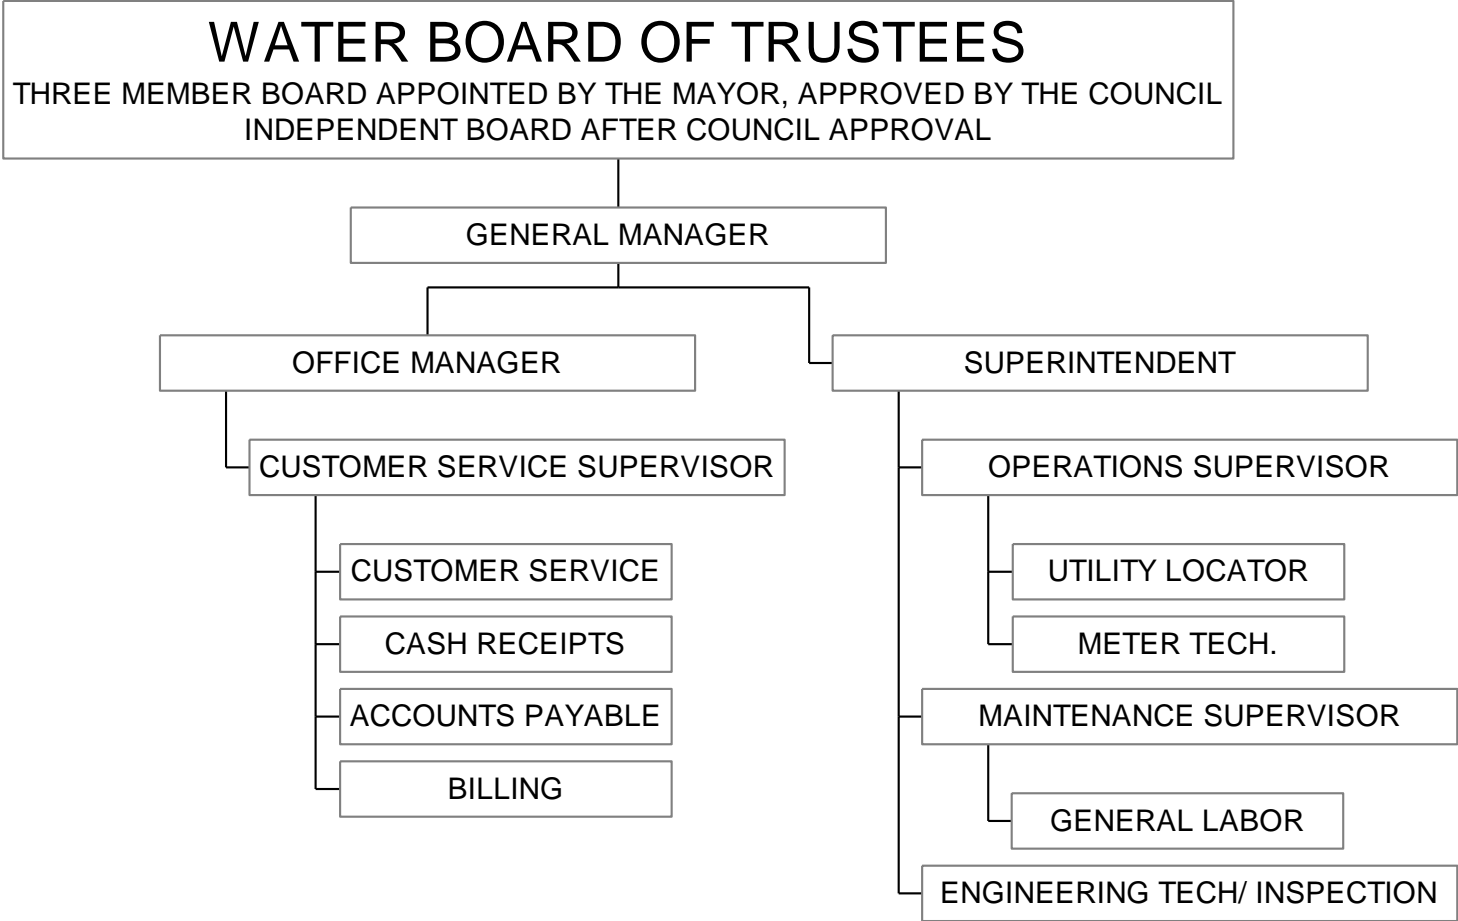 WATER BOARD OF TRUSTEES
THREE MEMBER BOARD APPOINTED BY THE MAYOR, APPROVED BY THE COUNCIL
INDEPENDENT BOARD AFTER COUNCIL APPROVAL
GENERAL MANAGER
OFFICE MANAGER
CUSTOMER SERVICE SUPERVISOR
CUSTOMER SERVICE
CASH RECEIPTS
ACCOUNTS PAYABLE
BILLING
SUPERINTENDENT
OPERATIONS SUPERVISOR
UTILITY LOCATOR
METER TECH.
MAINTENANCE SUPERVISOR
GENERAL LABOR
ENGINEERING TECH/ INSPECTION